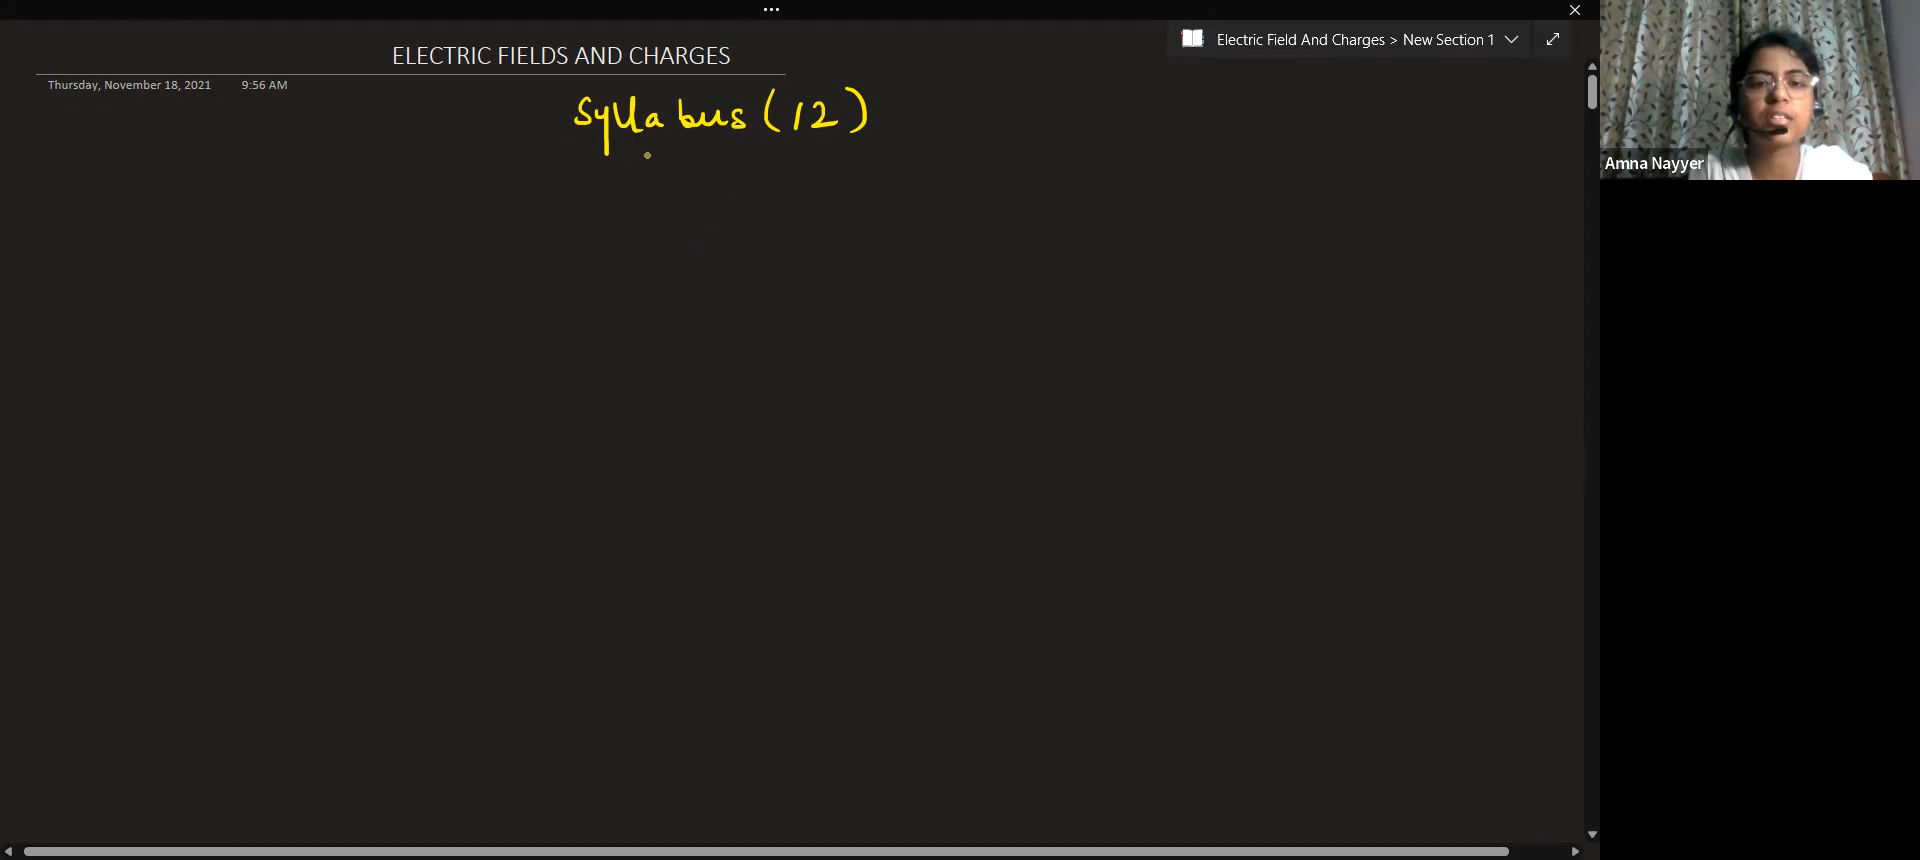 ELECTRIC FIELDS AND CHARGES
Electric Field And Charges > New Section 1
Thursday, November 18, 2021 9:56 AM
Syllabus (12)
Amna Nayyer